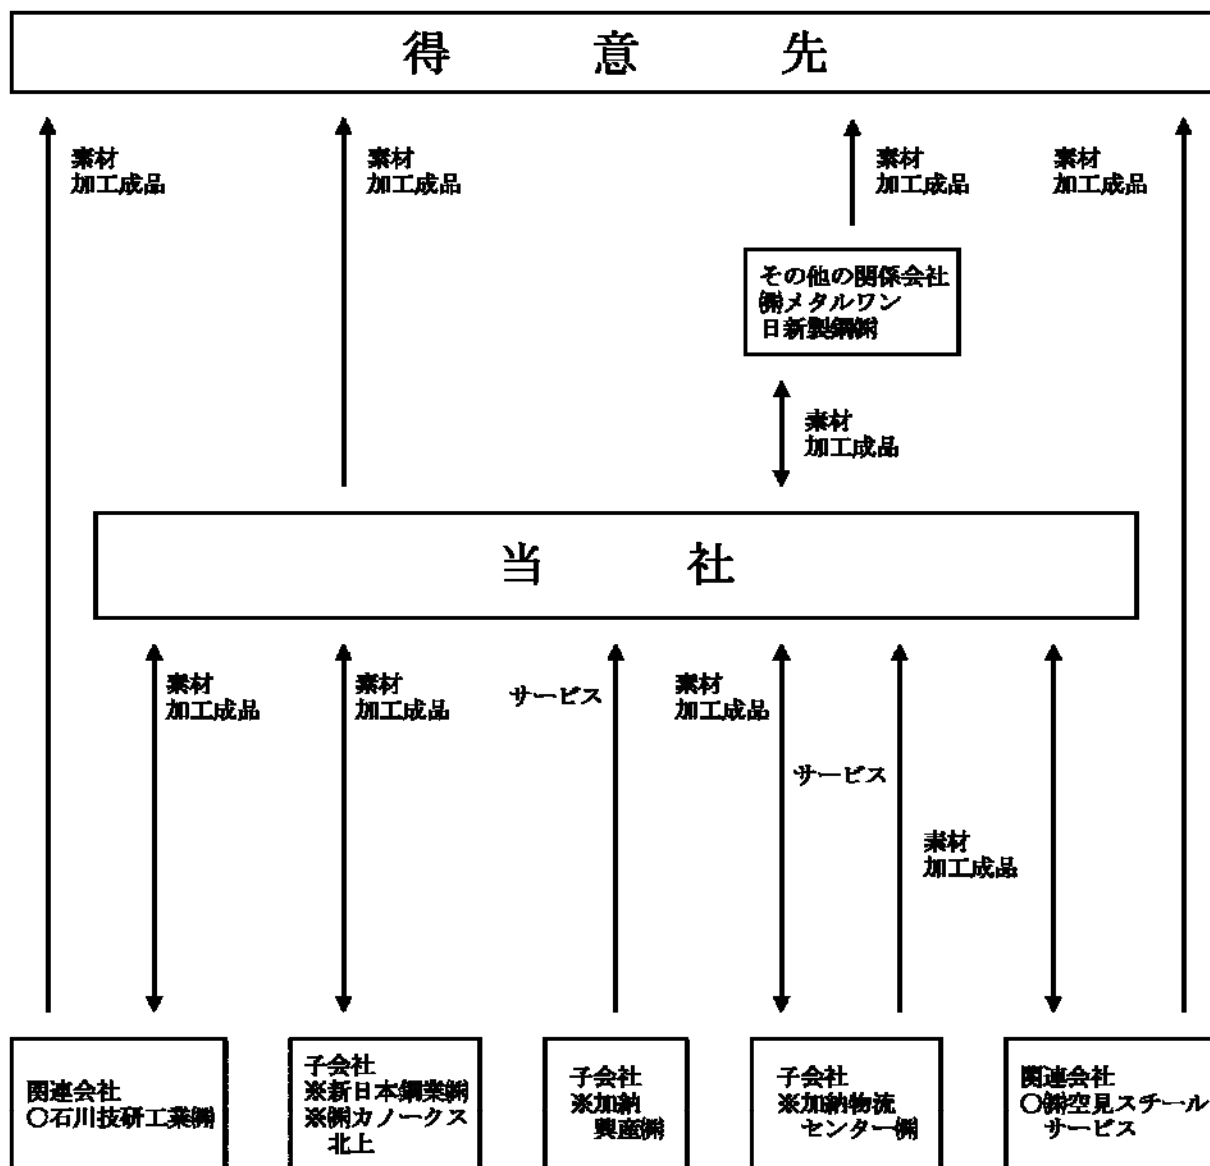 得意先
素材
加工成品
素材
加工成品
素材
加工成品
素材
加工成品
その他の関係会社
㈱メタルワン
日新製鋼㈱
素材
加工成品
当社
素材
加工成品
素材
加工成品
サービス
素材
加工成品
サービス
素材
加工成品
関連会社
○石川技研工業㈱
子会社
※新日本鋼業㈱
※㈱カノークス
北上
子会社
※加納
興産㈱
子会社
※加納物流
センター㈱
関連会社
○㈱空見スチール
サービス